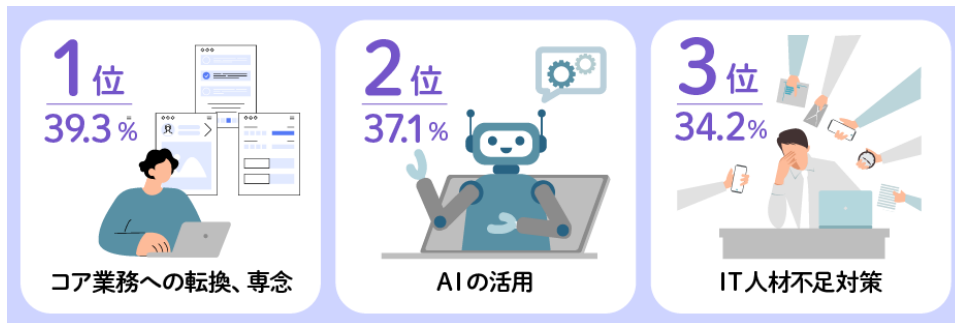 1位
39.3%
コア業務への転換、専念
2位
37.1%
AIの活用
3位
34.2%
IT人材不足対策